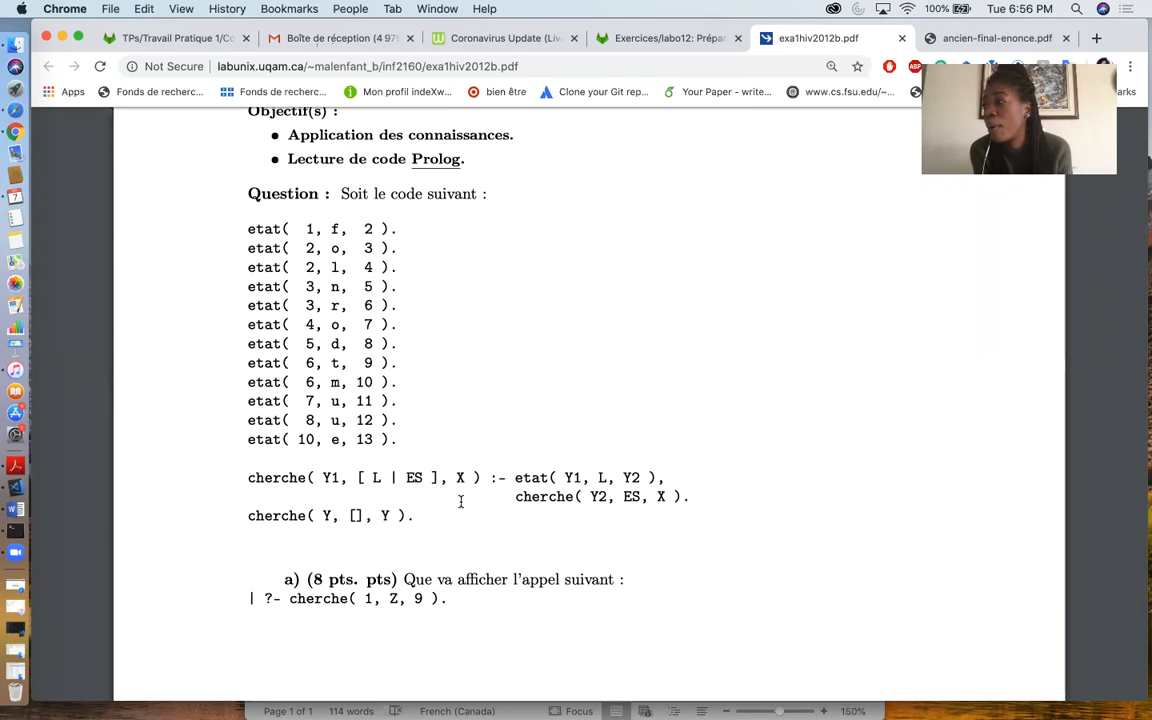 Chrome File Edit View History Bookmarks People Tab Window Help 100% Tue 6:56 PM
TPs/Travail Pratique 1/Co
Boîte de réception (4 975
Coronavirus Update (Live
Exercices/labo12: Prépar
exa1hiv2012b.pdf
ancien-final-enonce.pdf
Not Secure labunix.uqam.ca/~malenfant_b/inf2160/exa1hiv2012b.pdf
Apps Fonds de recherc... Fonds de recherc... Mon profil indeXw... bien être Clone your Git rep... Your Paper - write... www.cs.fsu.edu/~...
Objectif(s) :
• Application des connaissances.
• Lecture de code Prolog.
Question : Soit le code suivant :
etat( 1, f, 2 ).
etat( 2, o, 3 ).
etat( 2, l, 4 ).
etat( 3, n, 5 ).
etat( 3, r, 6 ).
etat( 4, o, 7 ).
etat( 5, d, 8 ).
etat( 6, t, 9 ).
etat( 6, m, 10 ).
etat( 7, u, 11 ).
etat( 8, u, 12 ).
etat( 10, e, 13 ).
cherche( Y1, [ L | ES ], X ) :- etat( Y1, L, Y2 ),
cherche( Y2, ES, X ).
cherche( Y, [], Y ).
a) (8 pts. pts) Que va afficher l'appel suivant :
| ?- cherche( 1, Z, 9 ).
Page 1 of 1 114 words French (Canada) Focus 150%